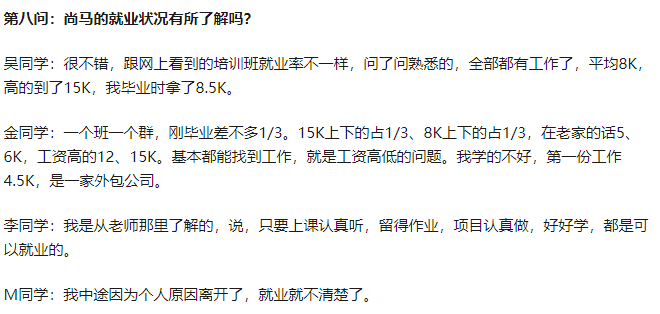 第八问：尚马的就业状况有所了解吗？
吴同学：很不错，跟网上看到的培训班就业率不一样，问了问熟悉的，全部都有工作了，平均8K，
高的到了15K，我毕业时拿了8.5K。
金同学：一个班一个群，刚毕业差不多1/3。15K上下的占1/3、8K上下的占1/3，在老家的话5、
6K，工资高的12、15K。基本都能找到工作，就是工资高低的问题。我学的不好，第一份工作
4.5K，是一家外包公司。
李同学：我是从老师那里了解的，说，只要上课认真听，留得作业，项目认真做，好好学，都是可
以就业的。
M同学：我中途因为个人原因离开了，就业就不清楚了。